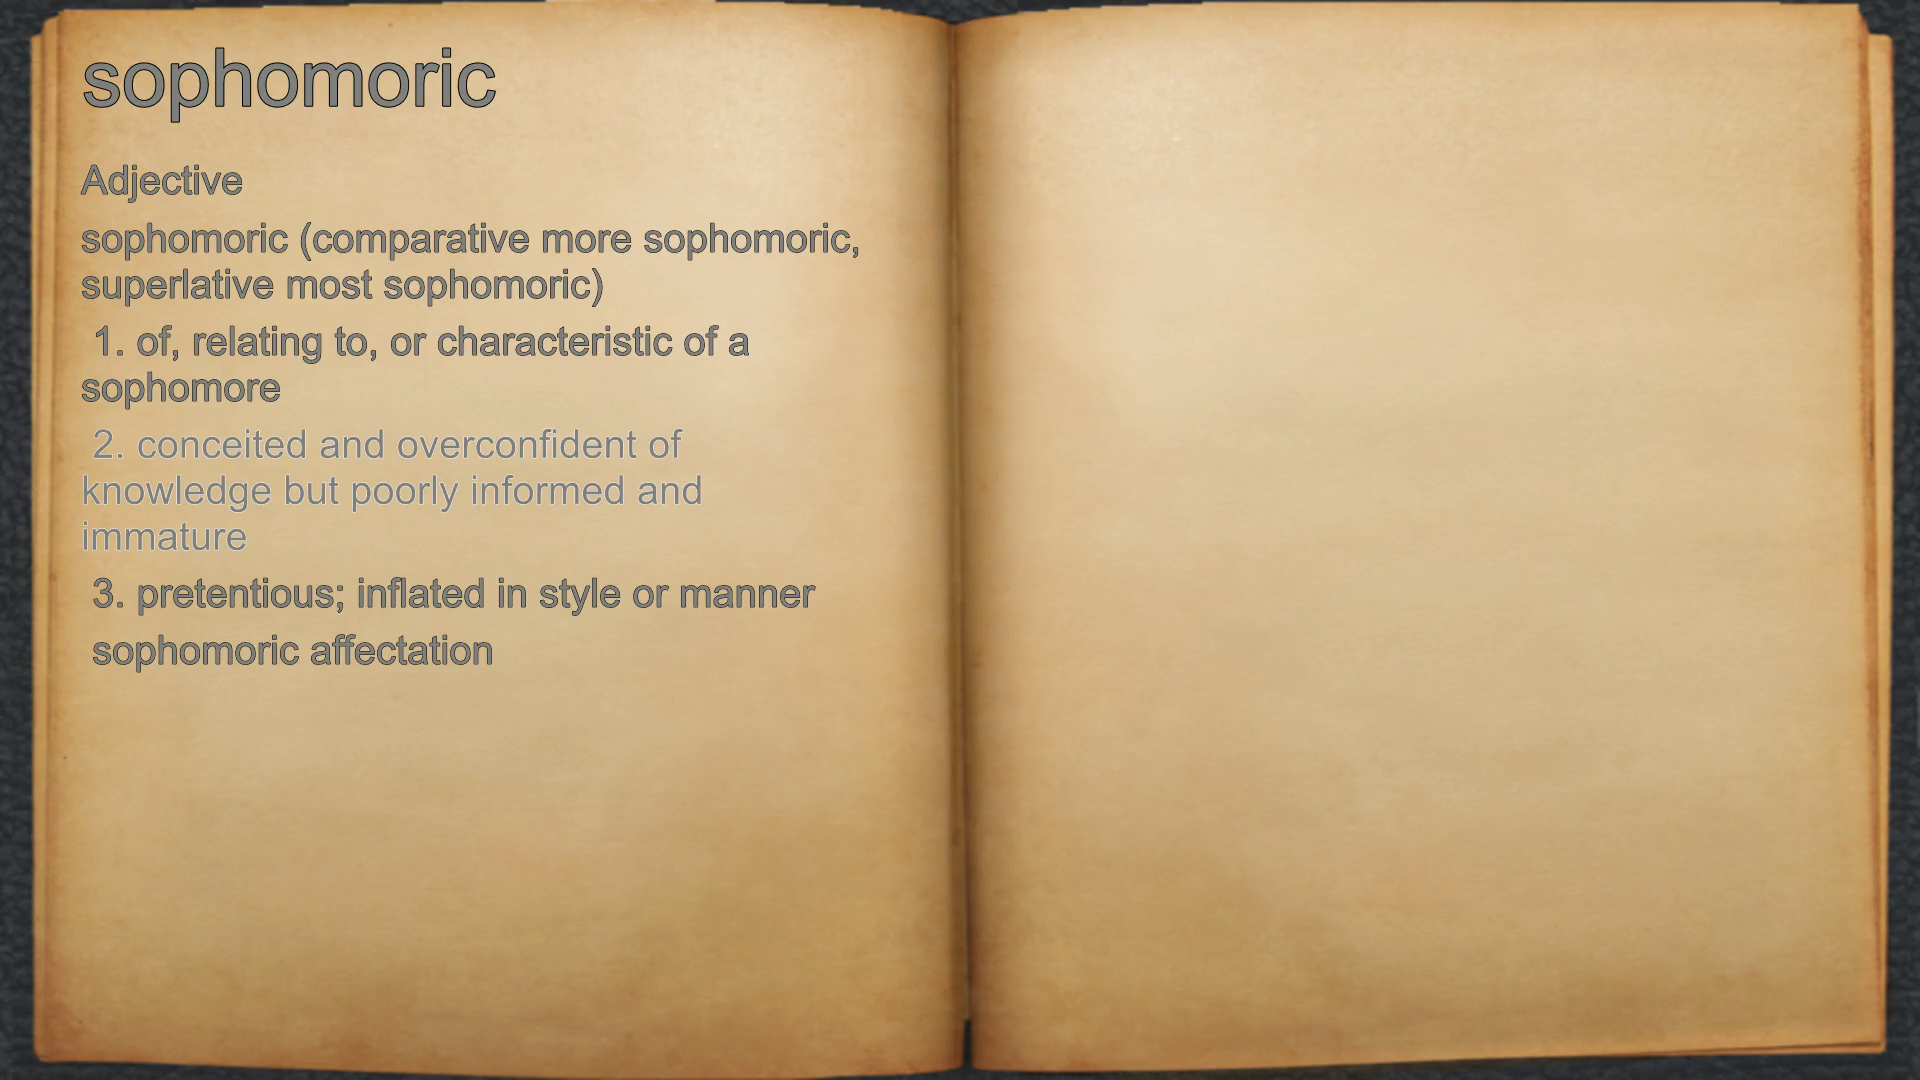 sophomoric
Adjective
sophomoric (comparative more sophomoric,
superlative most sophomoric)
1. of, relating to, or characteristic of a
sophomore
2. conceited and overconfident of
knowledge but poorly informed and
immature
3. pretentious; inflated in style or manner
sophomoric affectation